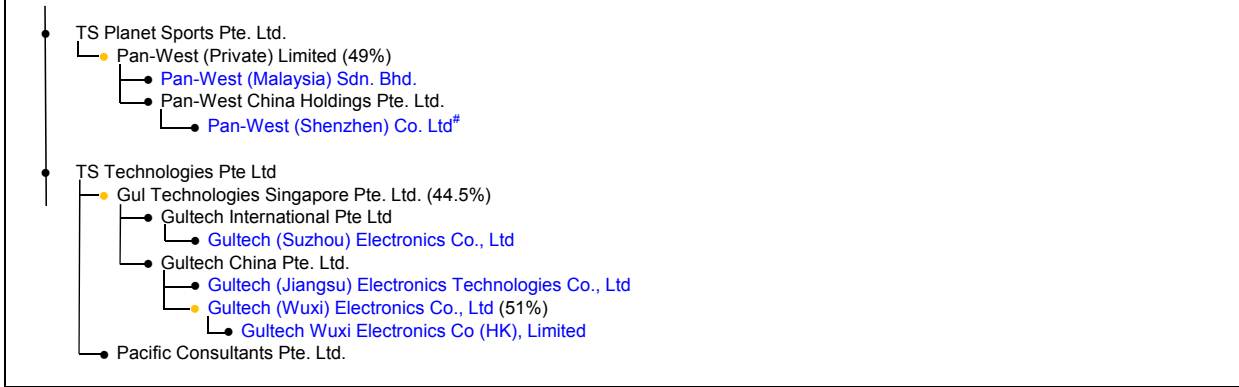 TS Planet Sports Pte. Ltd.
Pan-West (Private) Limited (49%)
Pan-West (Malaysia) Sdn. Bhd.
Pan-West China Holdings Pte. Ltd.
Pan-West (Shenzhen) Co. Ltd#
TS Technologies Pte Ltd
Gul Technologies Singapore Pte. Ltd. (44.5%)
Gultech International Pte Ltd
Gultech (Suzhou) Electronics Co., Ltd
Gultech China Pte. Ltd.
Gultech (Jiangsu) Electronics Technologies Co., Ltd
Gultech (Wuxi) Electronics Co., Ltd (51%)
Gultech Wuxi Electronics Co (HK), Limited
Pacific Consultants Pte. Ltd.